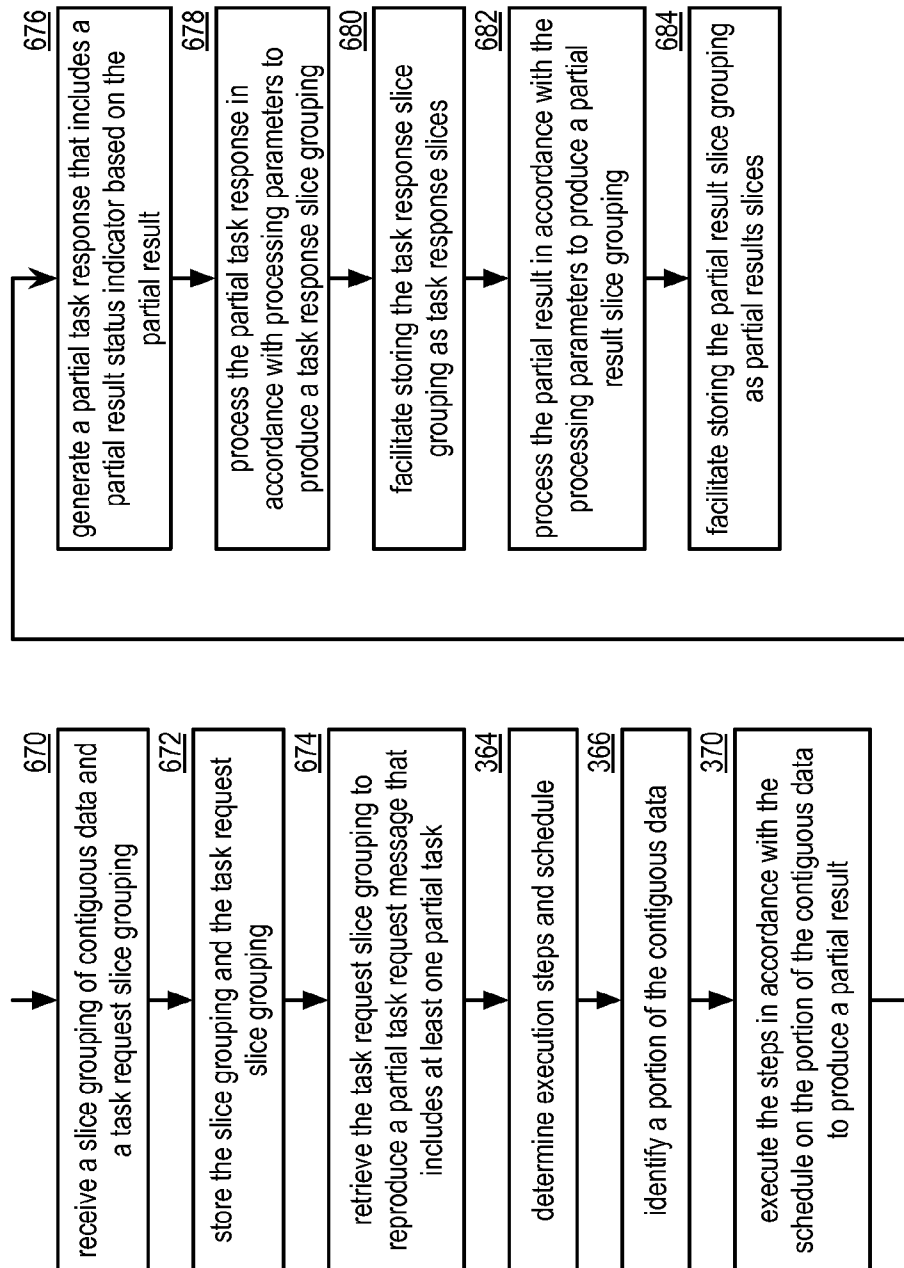 670
receive a slice grouping of contiguous data and
a task request slice grouping
672
store the slice grouping and the task request
slice grouping
674
retrieve the task request slice grouping to
reproduce a partial task request message that
includes at least one partial task
364
determine execution steps and schedule
366
identify a portion of the contiguous data
370
execute the steps in accordance with the
schedule on the portion of the contiguous data
to produce a partial result
676
generate a partial task response that includes a
partial result status indicator based on the
partial result
678
process the partial task response in
accordance with processing parameters to
produce a task response slice grouping
680
facilitate storing the task response slice
grouping as task response slices
682
process the partial result in accordance with the
processing parameters to produce a partial
result slice grouping
684
facilitate storing the partial result slice grouping
as partial results slices